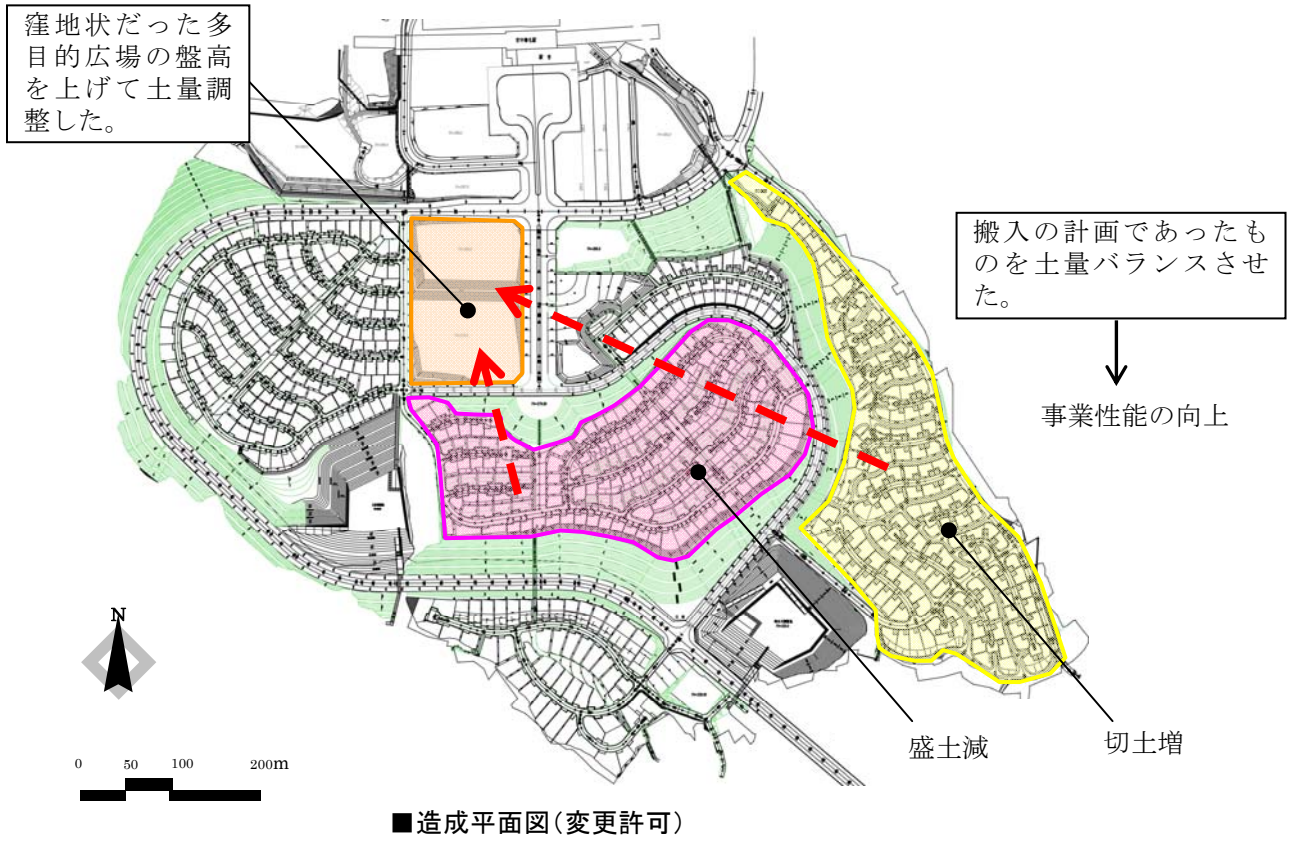 窪地状だった多
目的広場の盤高
を上げて土量調
整した。
搬入の計画であったも
のを土量バランスさせ
た。
事業性能の向上
盛土減
切土増
N
0 50 100 200m
■造成平面図(変更許可)